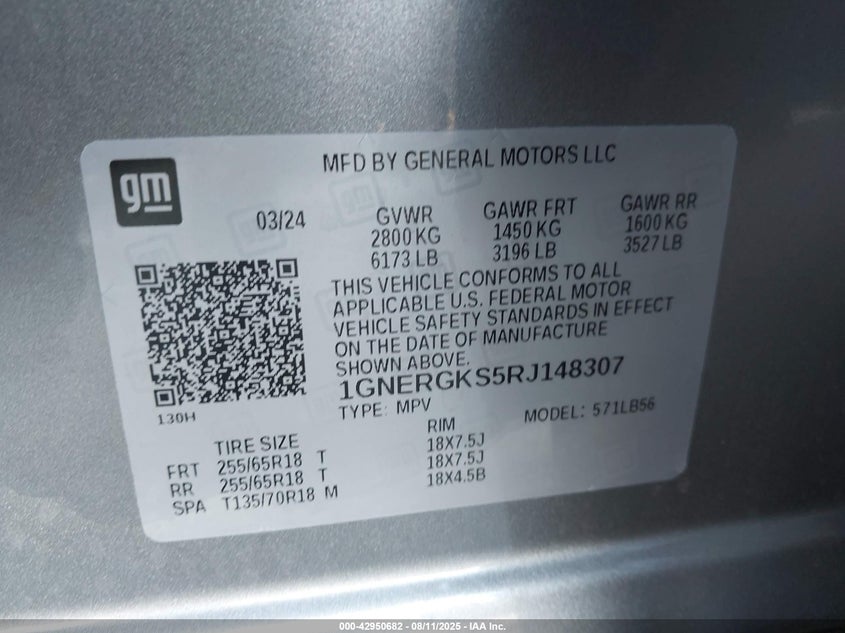 gm
MFD BY GENERAL MOTORS LLC
03/24
GVWR GAWR FRT GAWR RR
2800 KG 1450 KG 1600 KG
6173 LB 3196 LB 3527 LB
THIS VEHICLE CONFORMS TO ALL
APPLICABLE U.S. FEDERAL MOTOR
VEHICLE SAFETY STANDARDS IN EFFECT
ON THE DATE OF MANUFACTURE
SHOWN ABOVE.
1GNERGKS5RJ148307
130H
TYPE: MPV MODEL: 571LB56
TIRE SIZE RIM
FRT 255/65R18 T 18X7.5J
RR 255/65R18 T 18X7.5J
SPA T135/70R18 M 18X4.5B
000-42950682 - 08/11/2025 - IAA Inc.